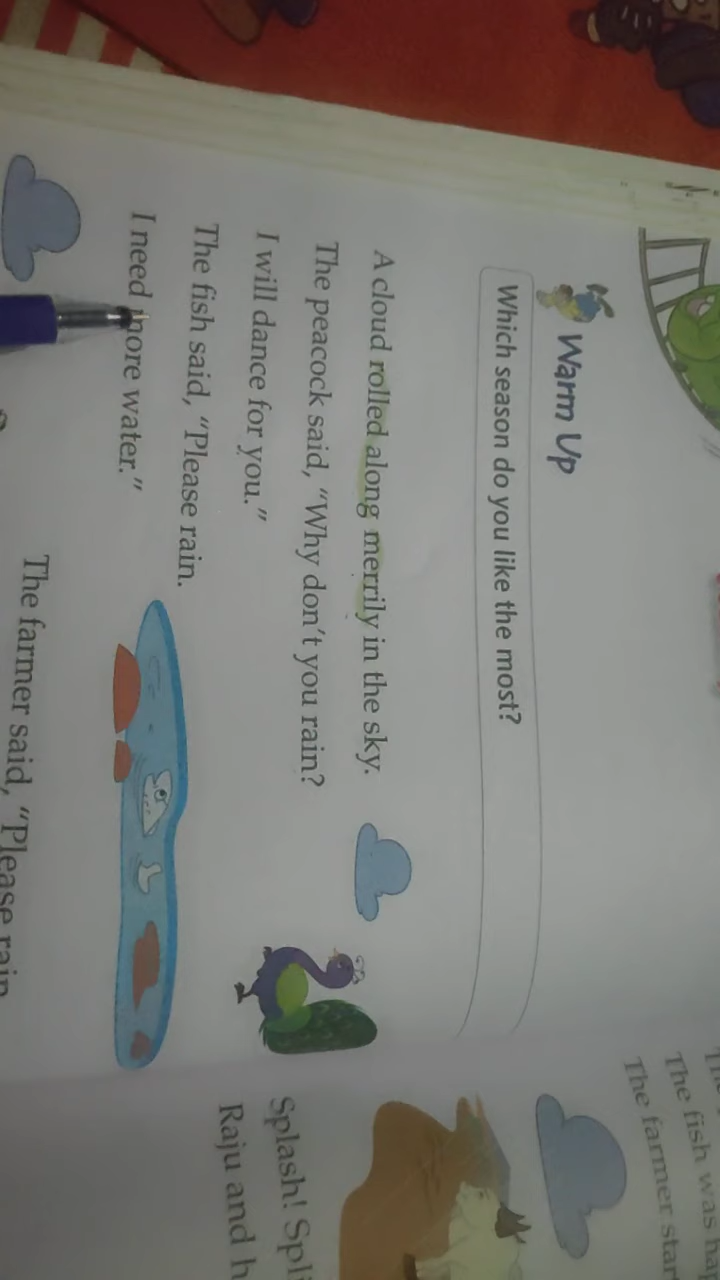 Warm Up
Which season do you like the most?
A cloud rolled along merrily in the sky.
The peacock said, "Why don't you rain?
I will dance for you."
The fish said, "Please rain.
I need more water."
The farmer said, "Please rain
The fish was
The farmer
Splash!
Raju and